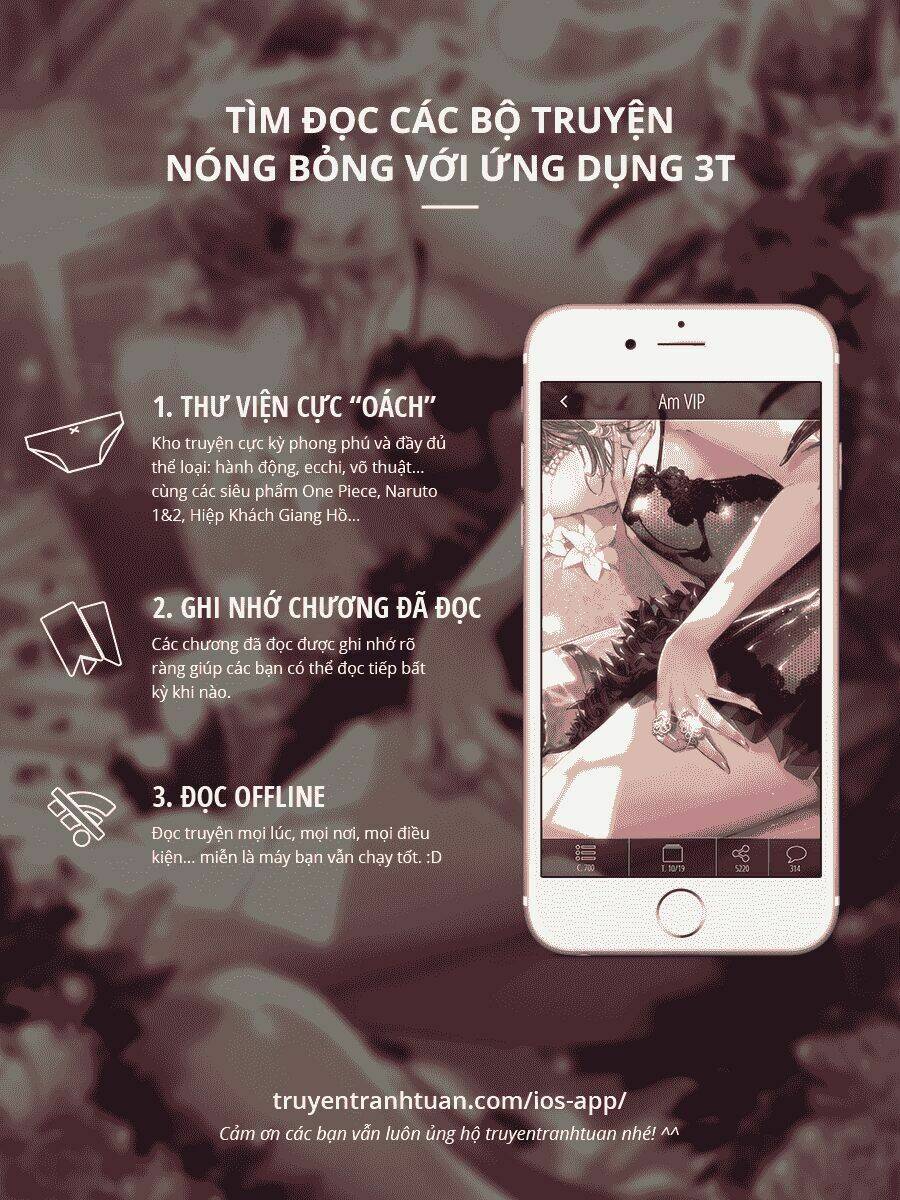 TÌM ĐỌC CÁC BỘ TRUYỆN
NÓNG BỎNG VỚI ỨNG DỤNG 3T
1. THƯ VIỆN CỰC “OÁCH”
Kho truyện cực kỳ phong phú và đầy đủ
thể loại: hành động, ecchi, võ thuật...
cùng các siêu phẩm One Piece, Naruto
1&2, Hiệp Khách Giang Hồ...
2. GHI NHỚ CHƯƠNG ĐÃ ĐỌC
Các chương đã đọc được ghi nhớ rõ
ràng giúp các bạn có thể đọc tiếp bất
kỳ khi nào.
3. ĐỌC OFFLINE
Đọc truyện mọi lúc, mọi nơi, mọi điều
kiện... miễn là máy bạn vẫn chạy tốt. :D
Am VIP
C. 700 T. 10/19 5220 314
truyentranhtuan.com/ios-app/
Cảm ơn các bạn vẫn luôn ủng hộ truyentranhtuan nhé! ^^